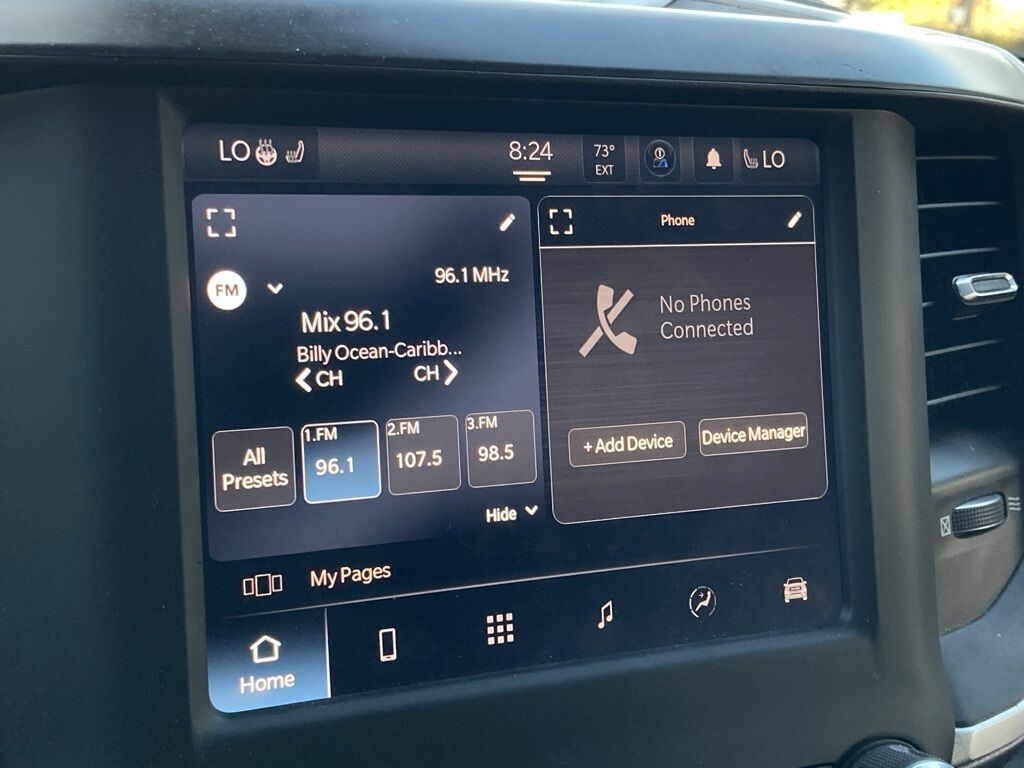 LO
8:24
73°
EXT
1
LO
Phone
FM
96.1 MHz
Mix 96.1
Billy Ocean-Caribb...
CH
CH
No Phones
Connected
All
Presets
1.FM
96.1
2.FM
107.5
3.FM
98.5
+ Add Device
Device Manager
Hide
My Pages
Home